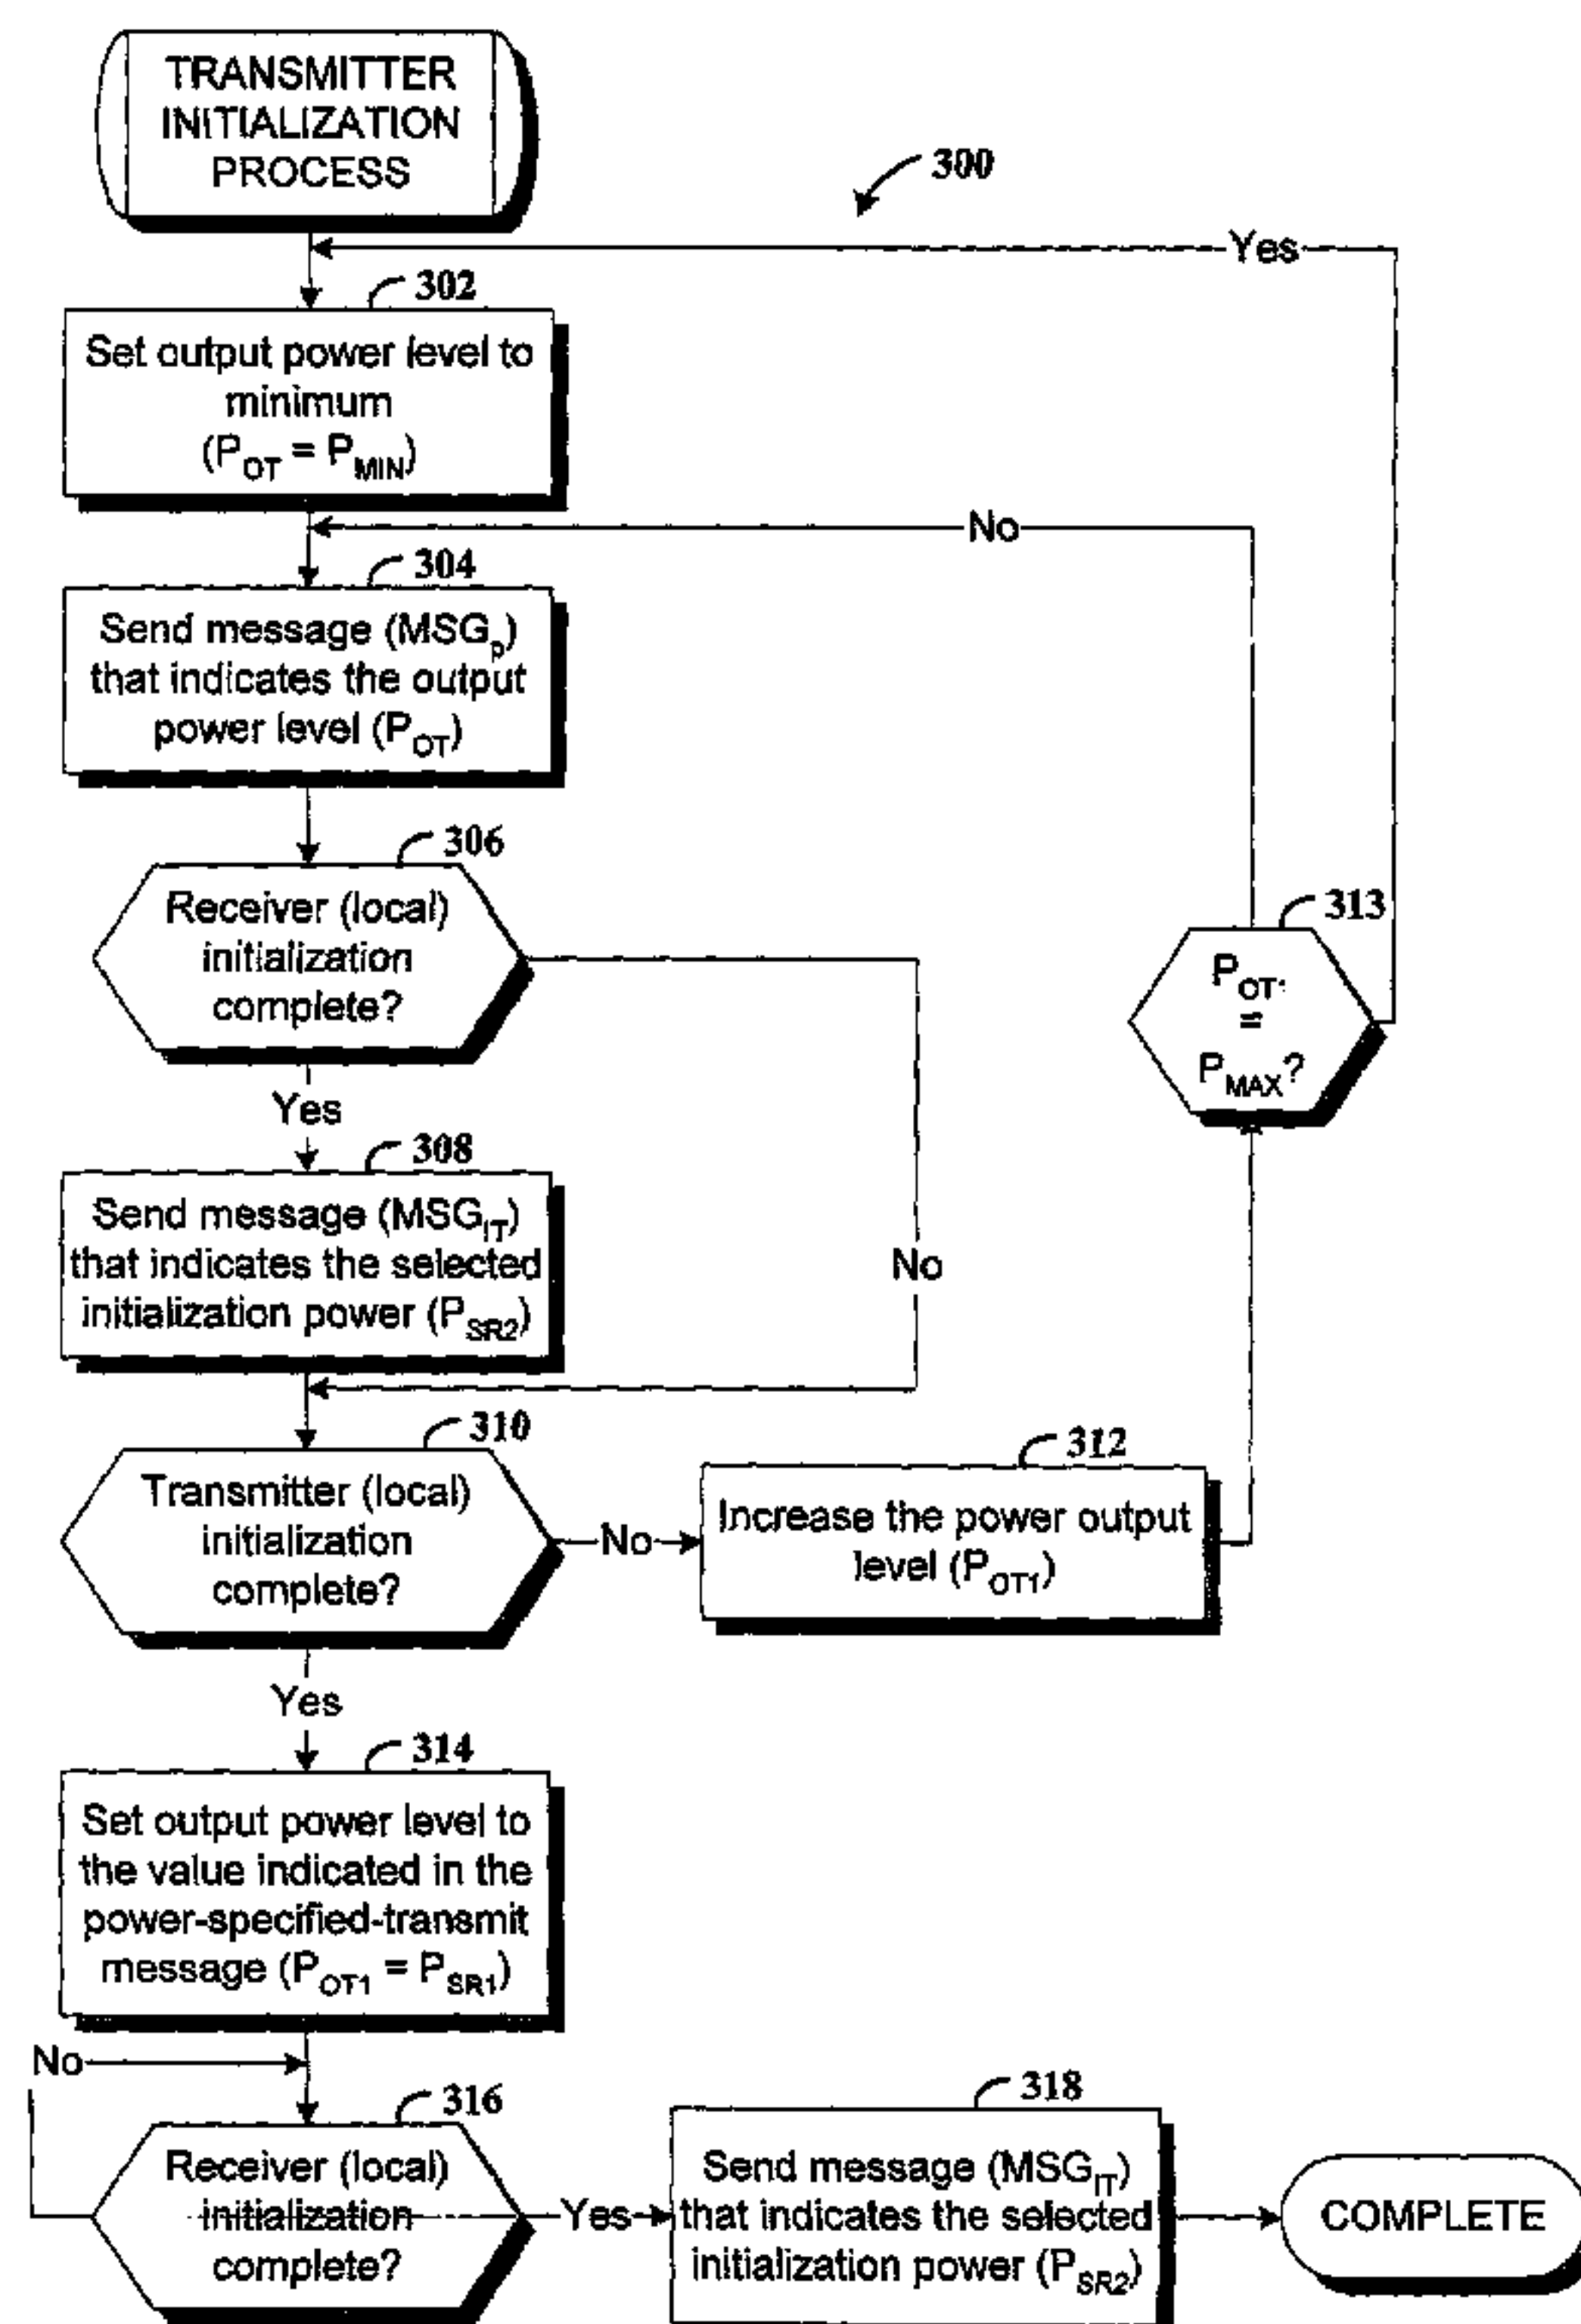 TRANSMITTER
INITIALIZATION
PROCESS
300
Yes
302
Set output power level to
minimum
(P_OT = P_MIN)
No
304
Send message (MSG_p)
that indicates the output
power level (P_OT)
306
Receiver (local)
initialization
complete?
313
P_OT1
=
P_MAX?
Yes
308
Send message (MSG_IT)
that indicates the selected
initialization power (P_SR2)
No
310
Transmitter (local)
initialization
complete?
No
312
Increase the power output
level (P_OT1)
Yes
314
Set output power level to
the value indicated in the
power-specified-transmit
message (P_OT1 = P_SR1)
No
316
Receiver (local)
initialization
complete?
Yes
318
Send message (MSG_IT)
that indicates the selected
initialization power (P_SR2)
COMPLETE